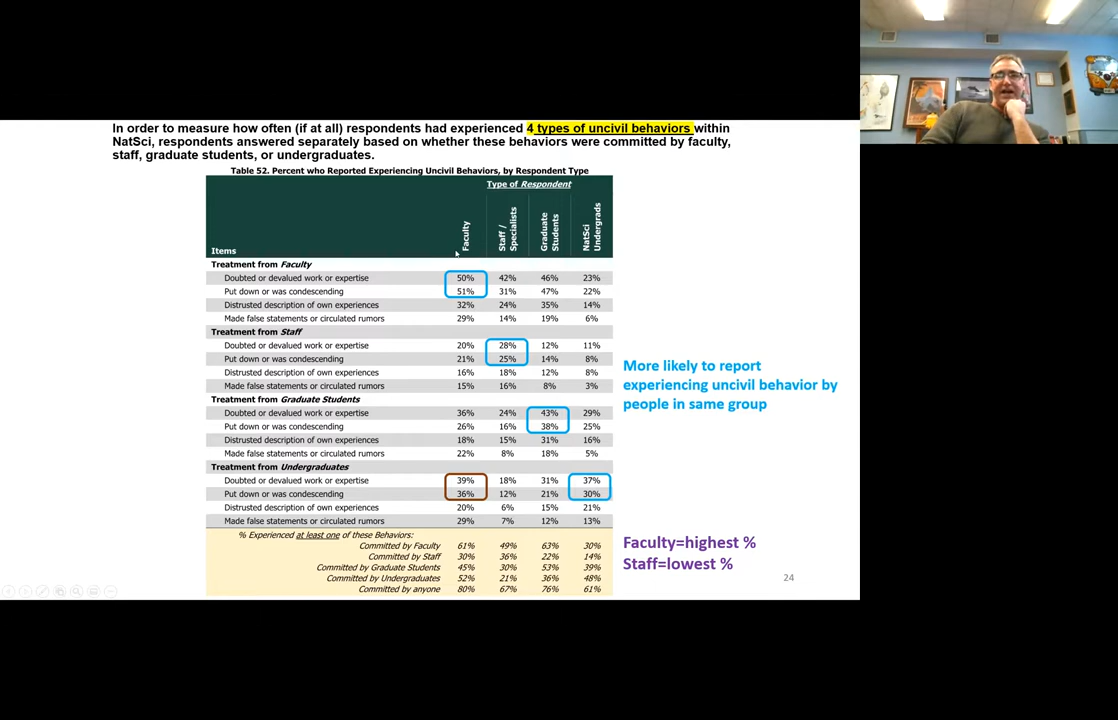 In order to measure how often (if at all) respondents had experienced 4 types of uncivil behaviors within
NatSci, respondents answered separately based on whether these behaviors were committed by faculty,
staff, graduate students, or undergraduates.
Table 52. Percent who Reported Experiencing Uncivil Behaviors, by Respondent Type
Type of Respondent
Items Faculty Staff / Specialists Graduate Students NatSci Undergrads
Treatment from Faculty
Doubted or devalued work or expertise 50% 42% 46% 23%
Put down or was condescending 51% 31% 47% 22%
Distrusted description of own experiences 32% 24% 35% 14%
Made false statements or circulated rumors 29% 14% 19% 6%
Treatment from Staff
Doubted or devalued work or expertise 20% 28% 12% 11%
Put down or was condescending 21% 25% 14% 8%
Distrusted description of own experiences 16% 18% 12% 8%
Made false statements or circulated rumors 15% 16% 8% 3%
Treatment from Graduate Students
Doubted or devalued work or expertise 36% 24% 43% 29%
Put down or was condescending 26% 16% 38% 25%
Distrusted description of own experiences 18% 15% 31% 16%
Made false statements or circulated rumors 22% 8% 18% 5%
Treatment from Undergraduates
Doubted or devalued work or expertise 39% 18% 31% 37%
Put down or was condescending 36% 12% 21% 30%
Distrusted description of own experiences 20% 6% 15% 21%
Made false statements or circulated rumors 29% 7% 12% 13%
% Experienced at least one of these Behaviors:
Committed by Faculty 61% 49% 63% 30%
Committed by Staff 30% 36% 22% 14%
Committed by Graduate Students 45% 30% 53% 39%
Committed by Undergraduates 52% 21% 36% 48%
Committed by anyone 80% 67% 76% 61%
More likely to report
experiencing uncivil behavior by
people in same group
Faculty=highest %
Staff=lowest %
24